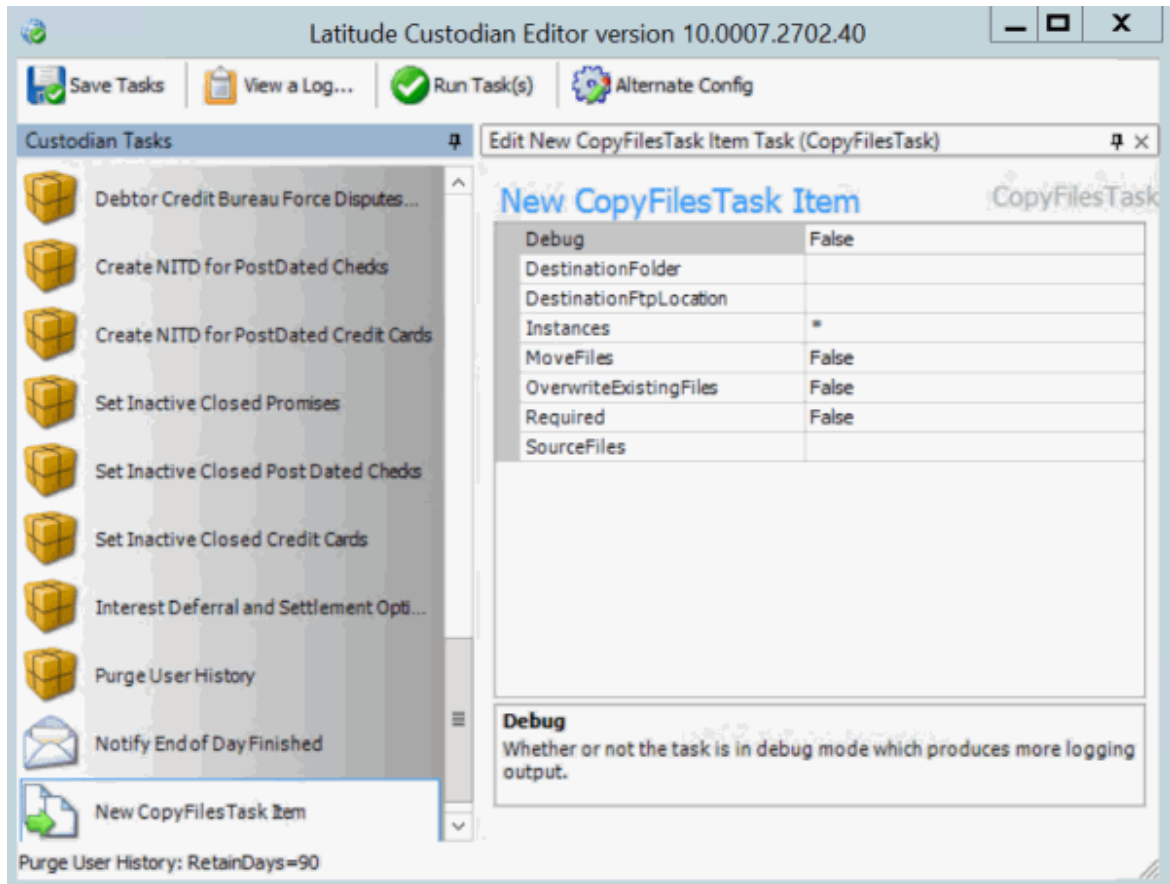 Latitude Custodian Editor version 10.0007.2702.40
Save Tasks View a Log... Run Task(s) Alternate Config
Custodian Tasks
Debtor Credit Bureau Force Disputes...
Create NITD for PostDated Checks
Create NITD for PostDated Credit Cards
Set Inactive Closed Promises
Set Inactive Closed Post Dated Checks
Set Inactive Closed Credit Cards
Interest Deferral and Settlement Opti...
Purge User History
Notify End of Day Finished
New CopyFilesTask Item
Edit New CopyFilesTask Item Task (CopyFilesTask)
New CopyFilesTask Item CopyFilesTask
Debug False
DestinationFolder
DestinationFtpLocation
Instances *
MoveFiles False
OverwriteExistingFiles False
Required False
SourceFiles
Debug
Whether or not the task is in debug mode which produces more logging
output.
Purge User History: RetainDays=90